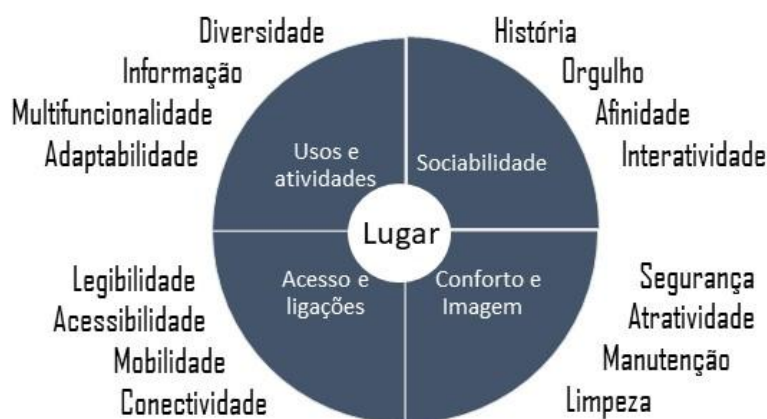 Diversidade
Informação
Multifuncionalidade
Adaptabilidade
Usos e
atividades
História
Orgulho
Afinidade
Interatividade
Sociabilidade
Lugar
Legibilidade
Acessibilidade
Mobilidade
Conectividade
Acesso e
ligações
Conforto e
Imagem
Segurança
Atratividade
Manutenção
Limpeza